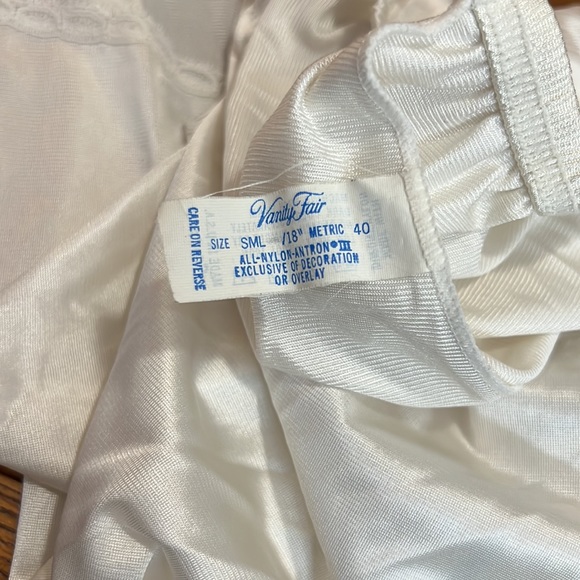 Vanity Fair
SIZE SML /18" METRIC 40
ALL-NYLON-ANTRON® III
EXCLUSIVE OF DECORATION
OR OVERLAY
CARE ON REVERSE